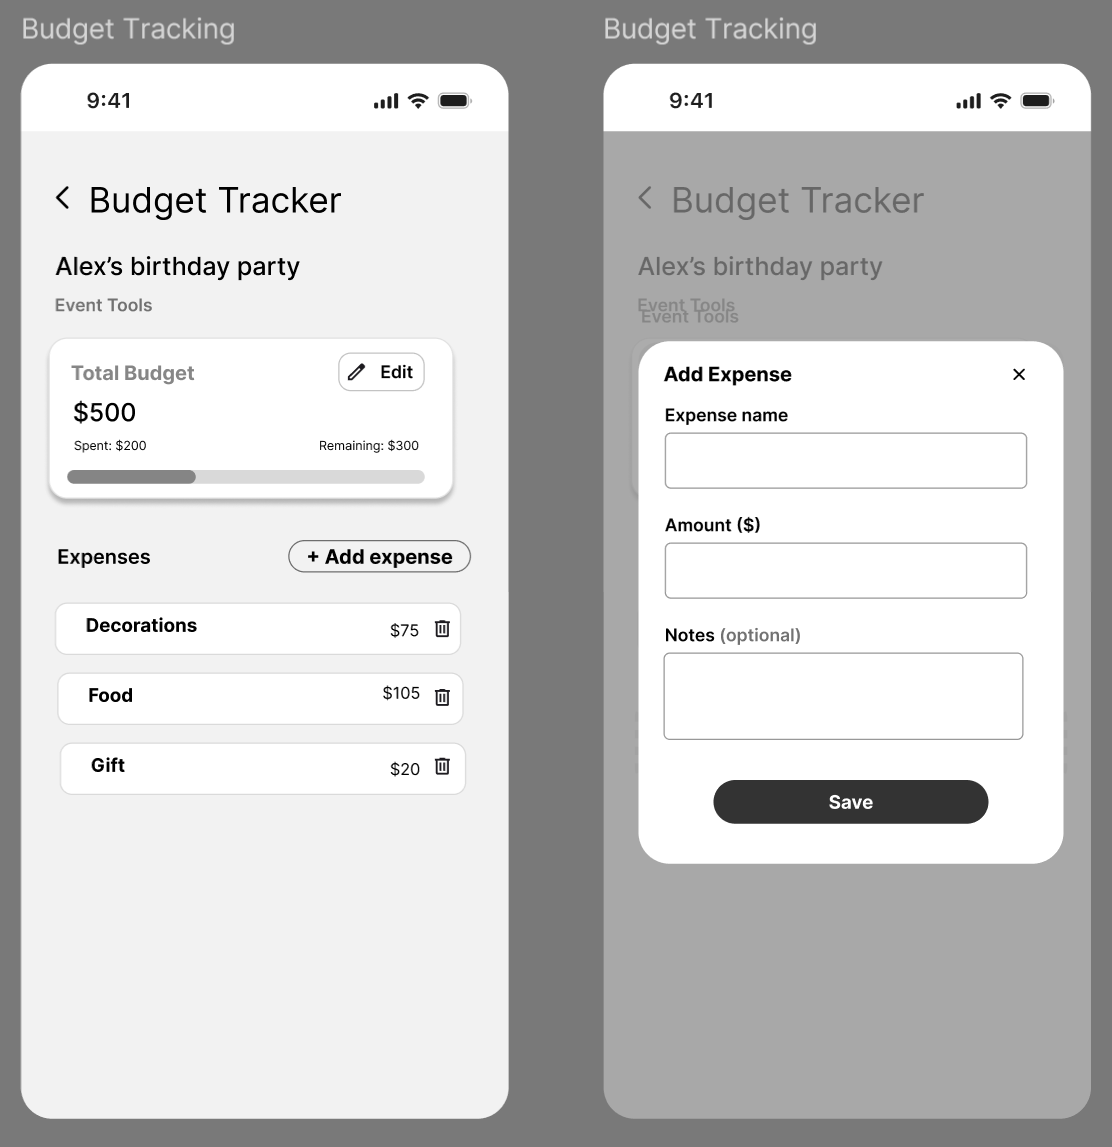 Budget Tracking
9:41
Budget Tracker
Alex’s birthday party
Event Tools
Total Budget
Edit
$500
Spent: $200
Remaining: $300
Expenses
+ Add expense
Decorations
$75
Food
$105
Gift
$20
Budget Tracking
9:41
Budget Tracker
Alex’s birthday party
Event Tools
Event Tools
Add Expense
Expense name
Amount ($)
Notes (optional)
Save